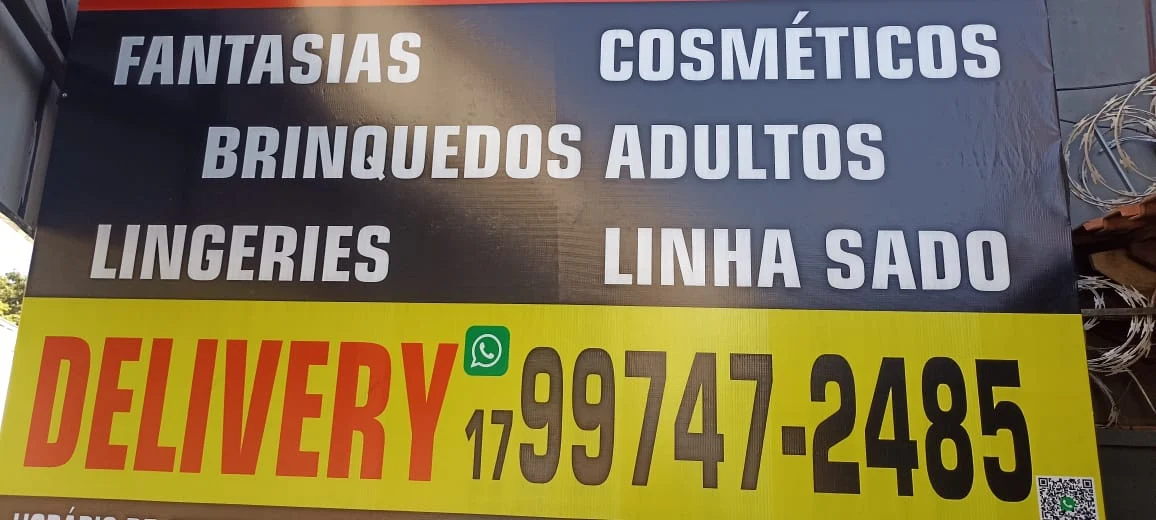 FANTASIAS COSMÉTICOS
BRINQUEDOS ADULTOS
LINGERIES LINHA SADO
DELIVERY 17 99747-2485